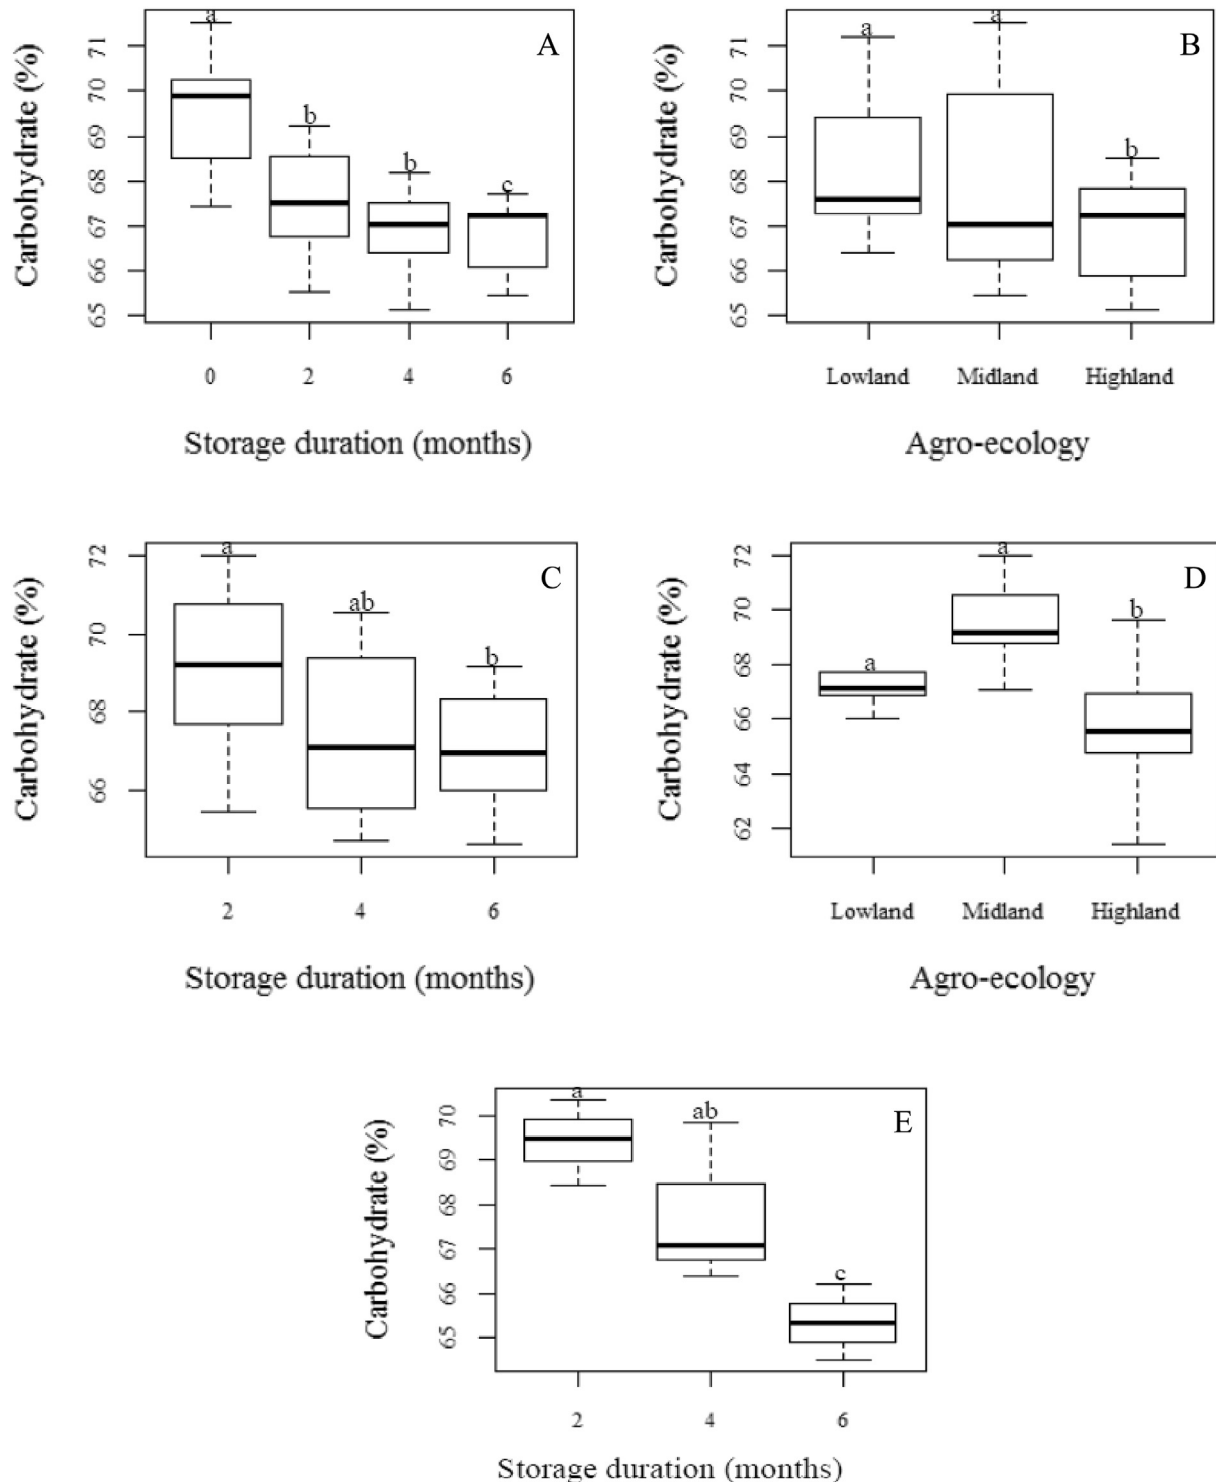 A
Carbohydrate (%)
71
70
69
68
67
66
65
a
b
b
c
0 2 4 6
Storage duration (months)
B
Carbohydrate (%)
71
70
69
68
67
66
65
a
a
b
Lowland Midland Highland
Agro-ecology
C
Carbohydrate (%)
72
70
68
66
a
ab
b
2 4 6
Storage duration (months)
D
Carbohydrate (%)
72
70
68
66
64
62
a
a
b
Lowland Midland Highland
Agro-ecology
E
Carbohydrate (%)
70
69
68
67
66
65
a
ab
c
2 4 6
Storage duration (months)